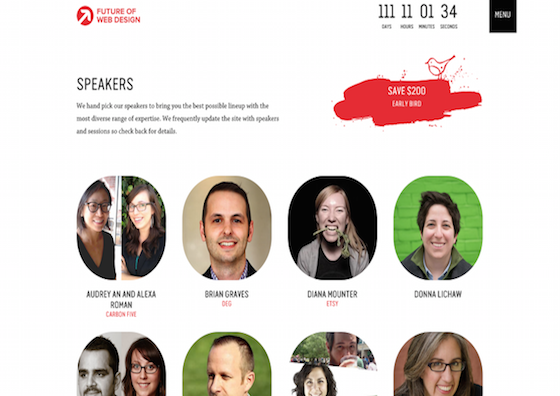 FUTURE OF
WEB DESIGN
111 11 01 34
DAYS HOURS MINUTES SECONDS
MENU
SPEAKERS
We hand pick our speakers to bring you the best possible lineup with the
most diverse range of expertise. We frequently update the site with speakers
and sessions so check back for details.
SAVE $200
EARLY BIRD
AUDREY AN AND ALEXA
ROMAN
CARBON FIVE
BRIAN GRAVES
DEG
DIANA MOUNTER
ETSY
DONNA LICHAW